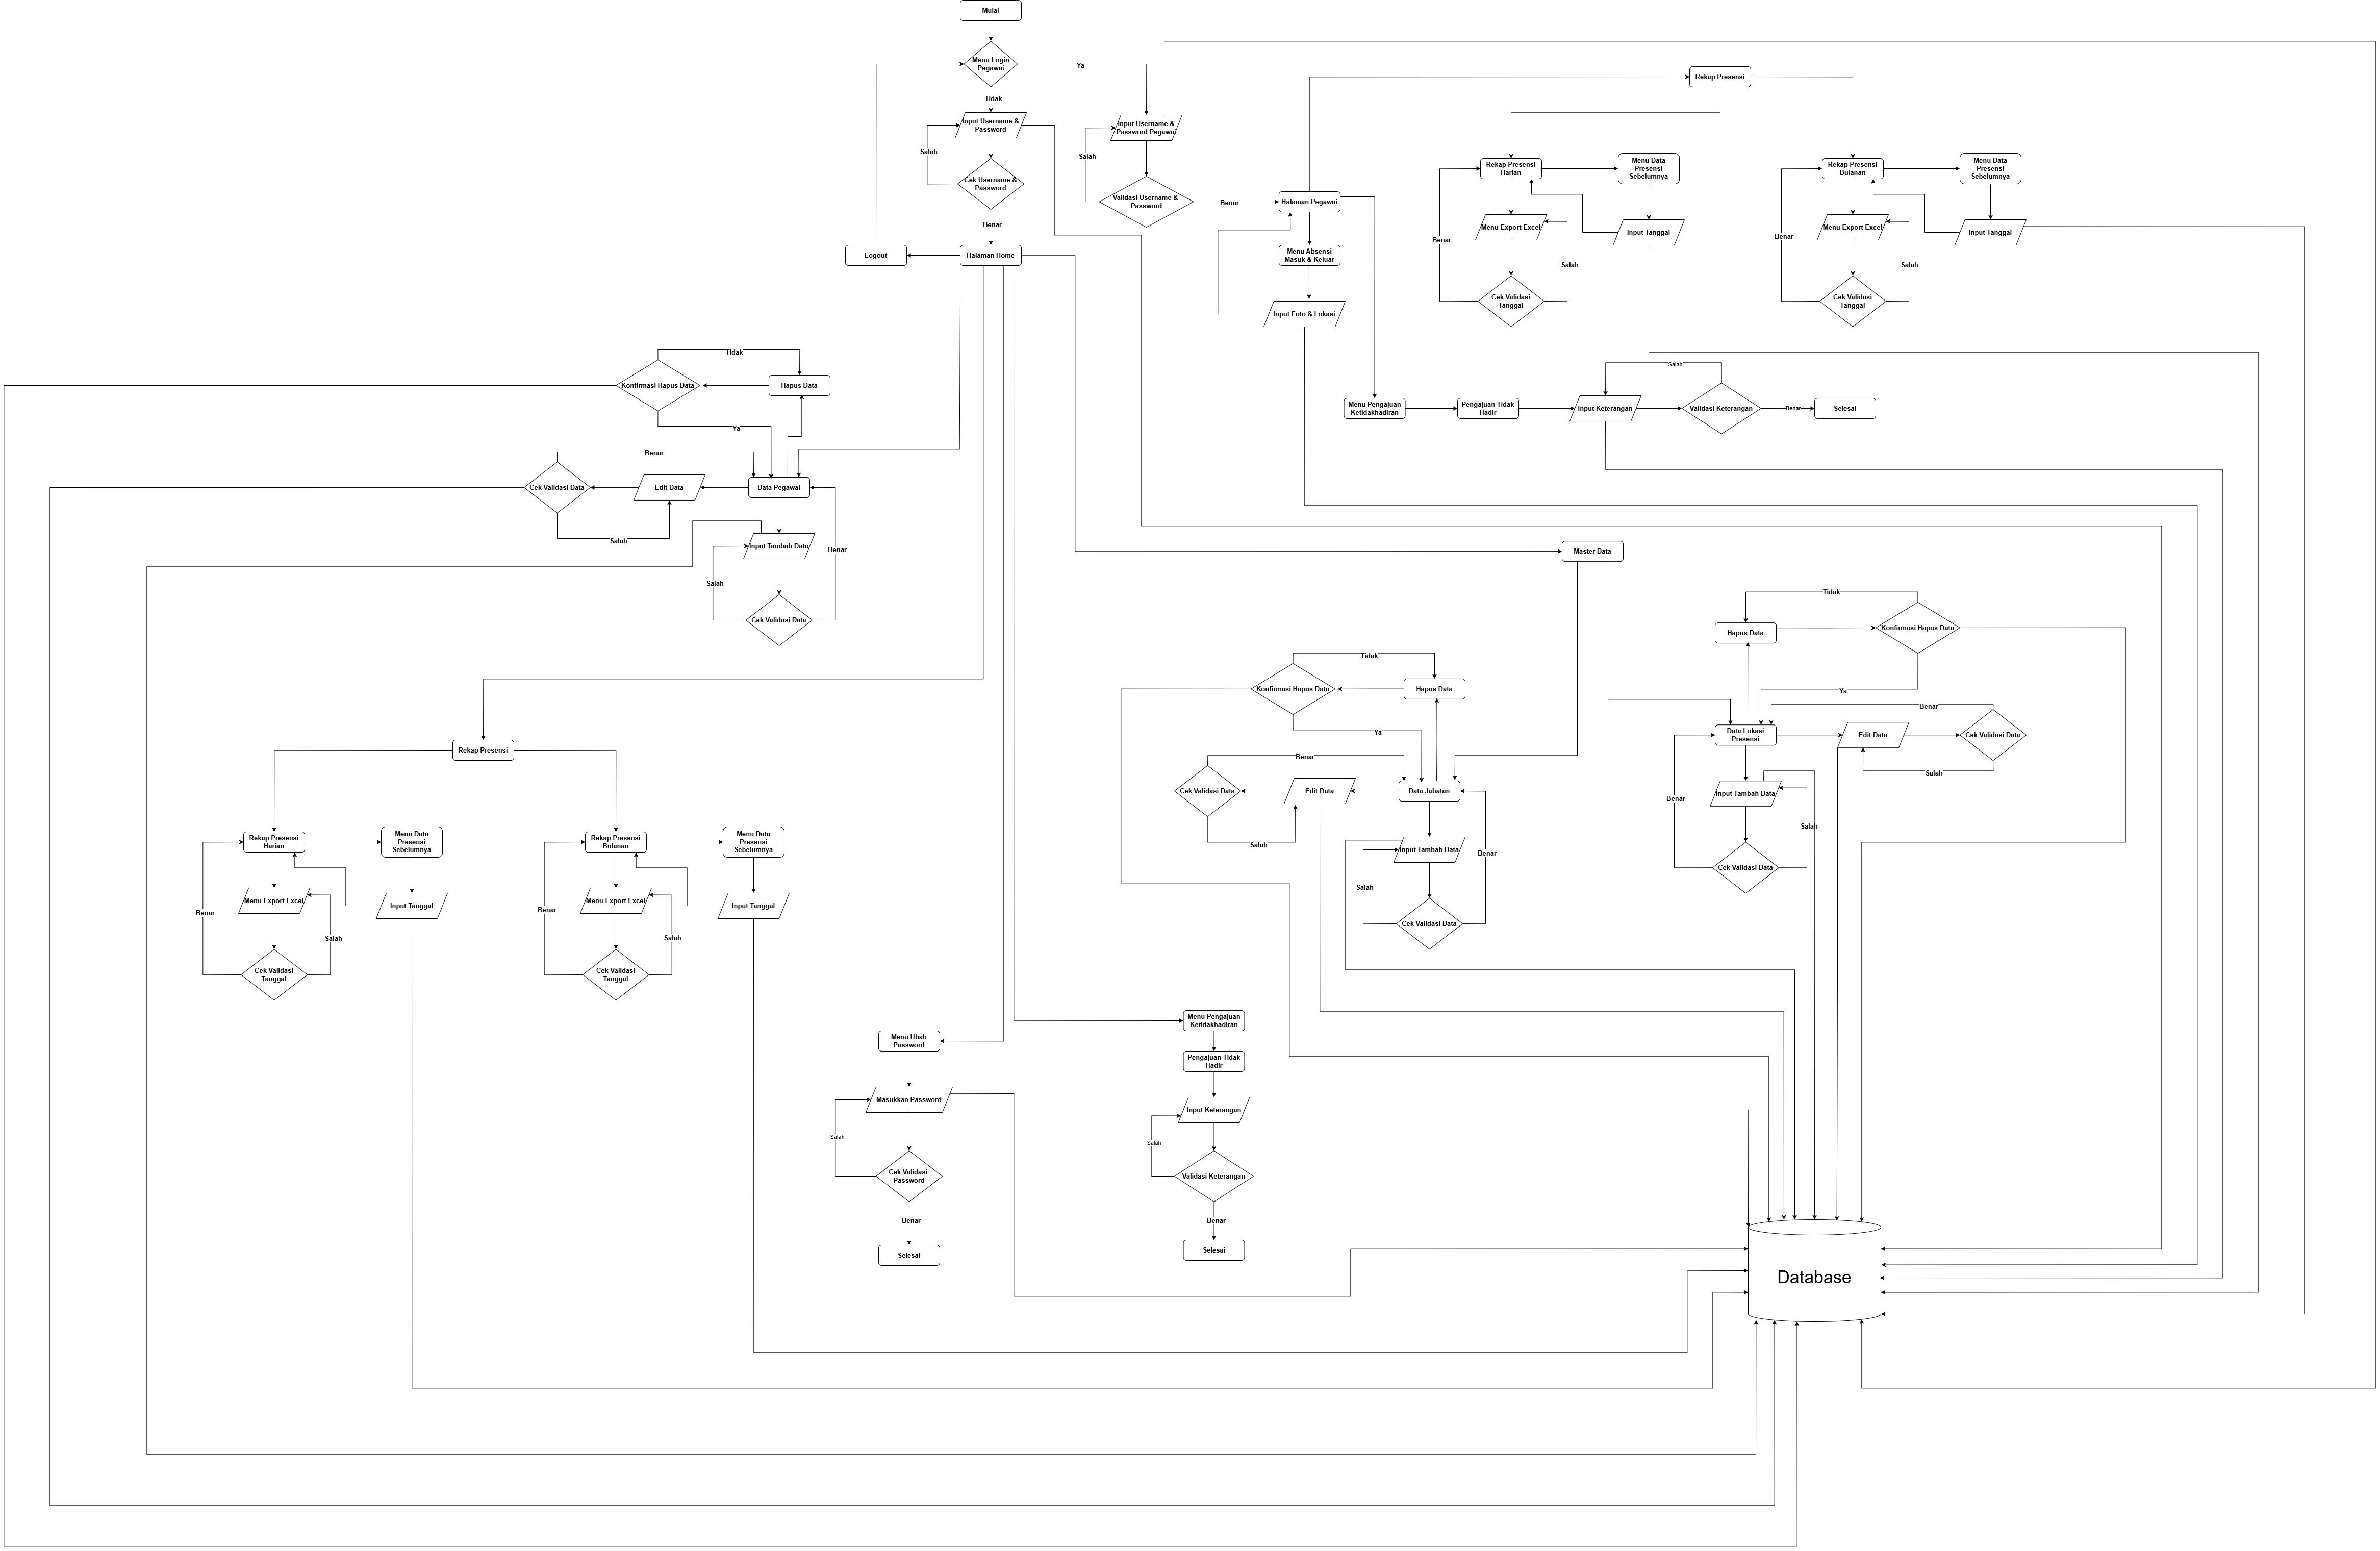 Mulai
Menu Login
Pegawai
Ya
Tidak
Input Username &
Password
Salah
Cek Username &
Password
Benar
Input Username &
Password Pegawai
Salah
Validasi Username &
Password
Benar
Halaman Pegawai
Menu Absensi
Masuk & Keluar
Input Foto & Lokasi
Rekap Presensi
Rekap Presensi
Harian
Menu Data
Presensi
Sebelumnya
Menu Export Excel
Input Tanggal
Benar
Salah
Cek Validasi
Tanggal
Rekap Presensi
Bulanan
Menu Data
Presensi
Sebelumnya
Menu Export Excel
Input Tanggal
Benar
Salah
Cek Validasi
Tanggal
Logout
Halaman Home
Tidak
Konfirmasi Hapus Data
Hapus Data
Ya
Menu Pengajuan
Ketidakhadiran
Pengajuan Tidak
Hadir
Input Keterangan
Salah
Validasi Keterangan
Benar
Selesai
Benar
Cek Validasi Data
Edit Data
Data Pegawai
Salah
Input Tambah Data
Benar
Salah
Cek Validasi Data
Master Data
Tidak
Hapus Data
Konfirmasi Hapus Data
Ya
Benar
Data Lokasi
Presensi
Edit Data
Cek Validasi Data
Salah
Input Tambah Data
Benar
Salah
Cek Validasi Data
Tidak
Konfirmasi Hapus Data
Hapus Data
Ya
Benar
Cek Validasi Data
Edit Data
Data Jabatan
Salah
Input Tambah Data
Benar
Salah
Cek Validasi Data
Rekap Presensi
Rekap Presensi
Harian
Menu Data
Presensi
Sebelumnya
Menu Export Excel
Input Tanggal
Benar
Salah
Cek Validasi
Tanggal
Rekap Presensi
Bulanan
Menu Data
Presensi
Sebelumnya
Menu Export Excel
Input Tanggal
Benar
Salah
Cek Validasi
Tanggal
Menu Ubah
Password
Masukkan Password
Salah
Cek Validasi
Password
Benar
Selesai
Menu Pengajuan
Ketidakhadiran
Pengajuan Tidak
Hadir
Input Keterangan
Salah
Validasi Keterangan
Benar
Selesai
Database